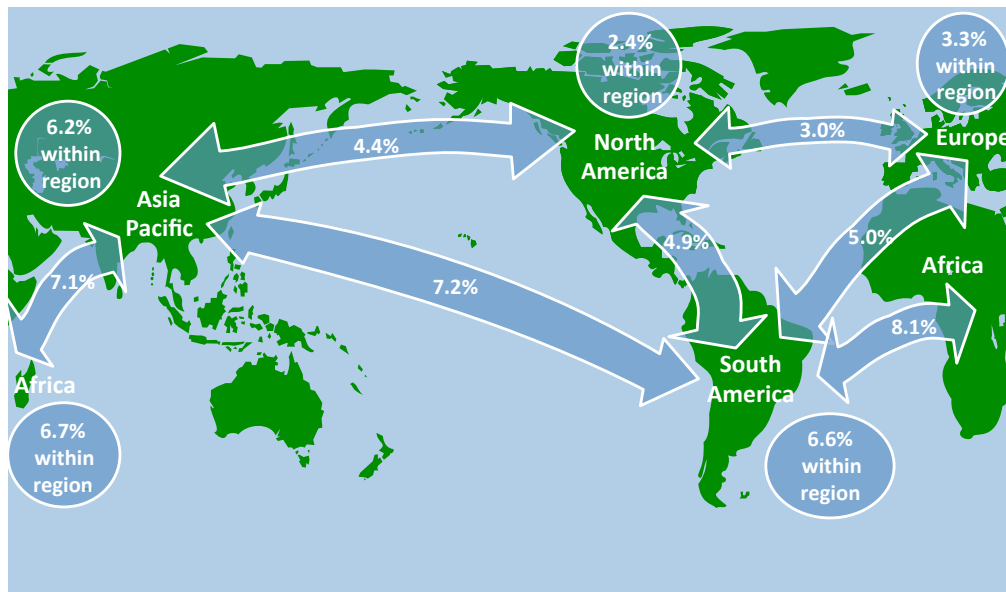 2.4%
within
region
3.3%
within
region
6.2%
within
region
4.4%
North
America
3.0%
Europe
Asia
Pacific
7.1%
7.2%
4.9%
5.0%
Africa
8.1%
South
America
Africa
6.7%
within
region
6.6%
within
region